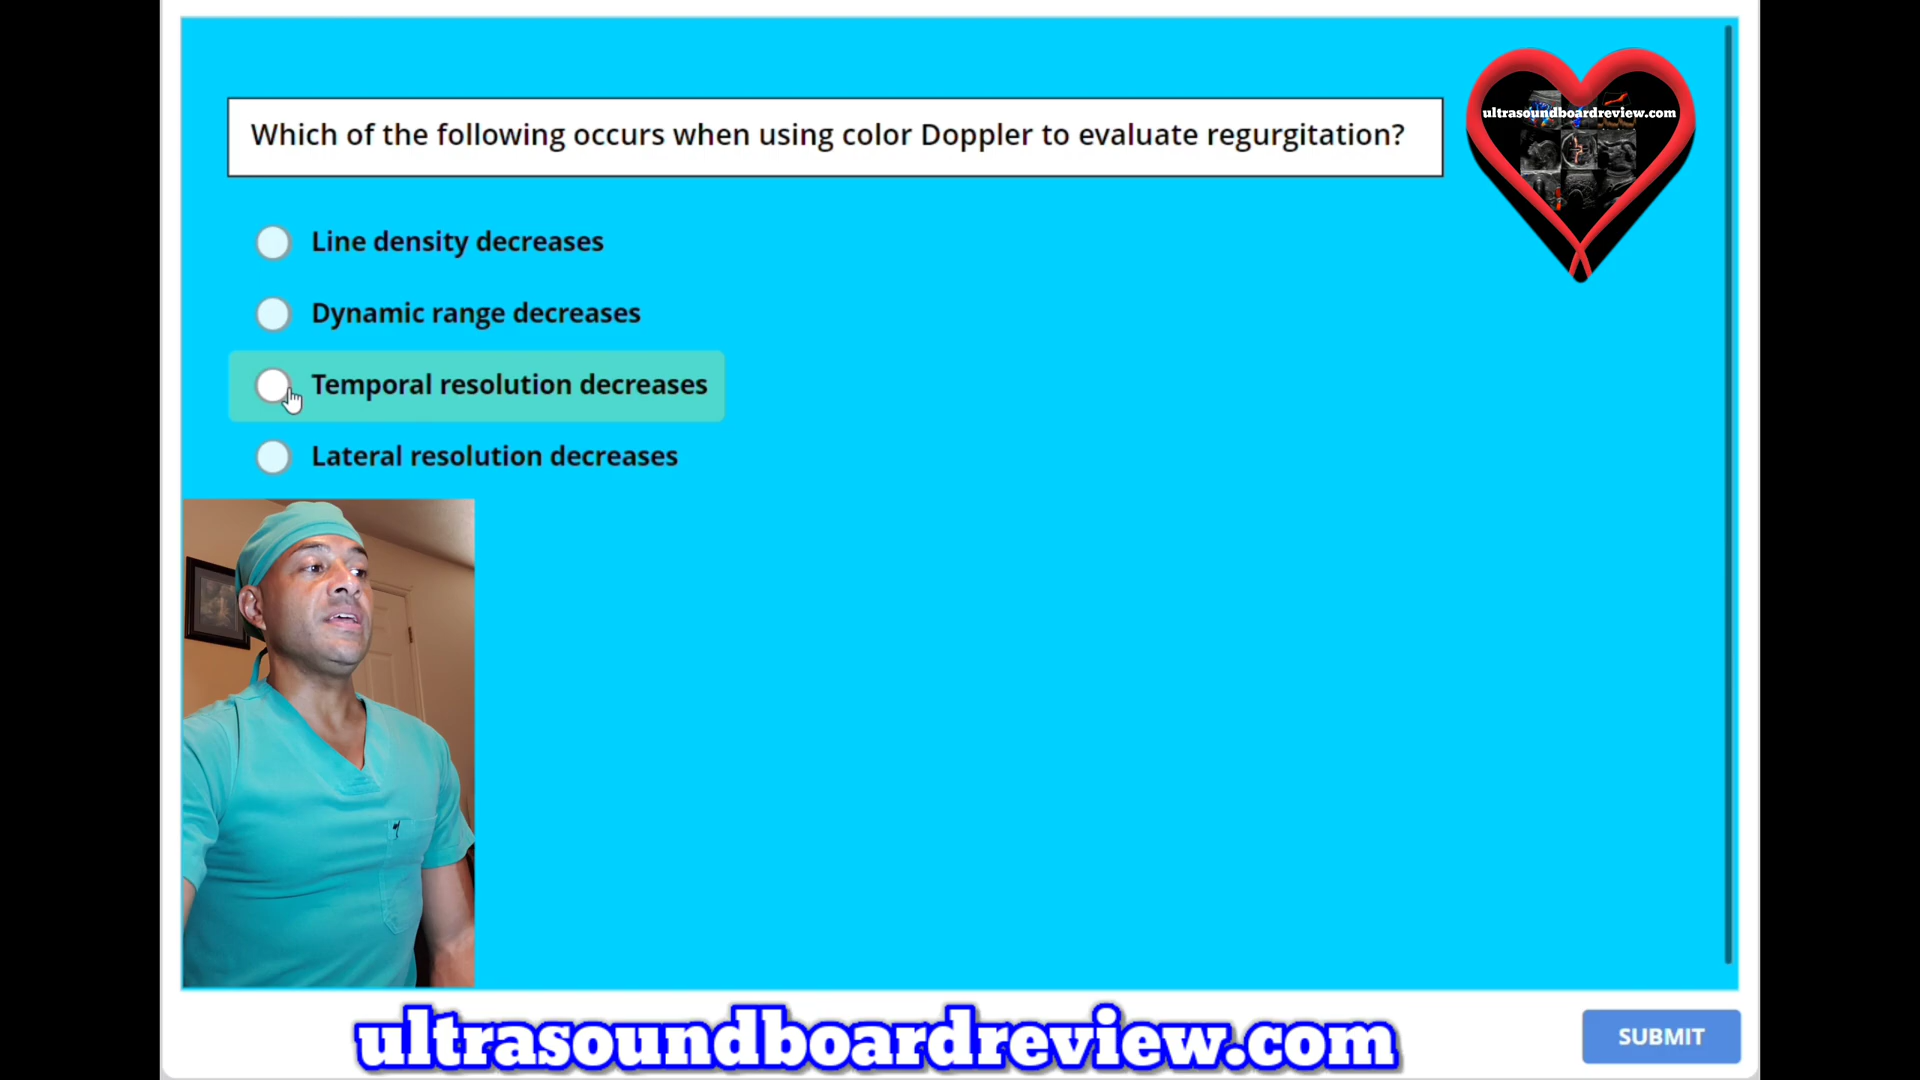 Which of the following occurs when using color Doppler to evaluate regurgitation?
ultrasoundboardreview.com
Line density decreases
Dynamic range decreases
Temporal resolution decreases
Lateral resolution decreases
ultrasoundboardreview.com
SUBMIT